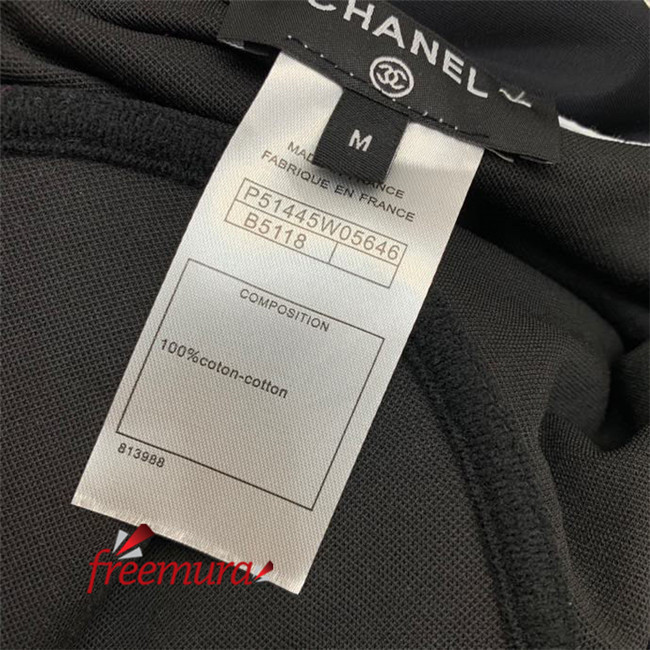 CHANEL
M
MADE IN FRANCE
FABRIQUE EN FRANCE
P51445W05646
B5118
COMPOSITION
100%coton-cotton
813988
freemura